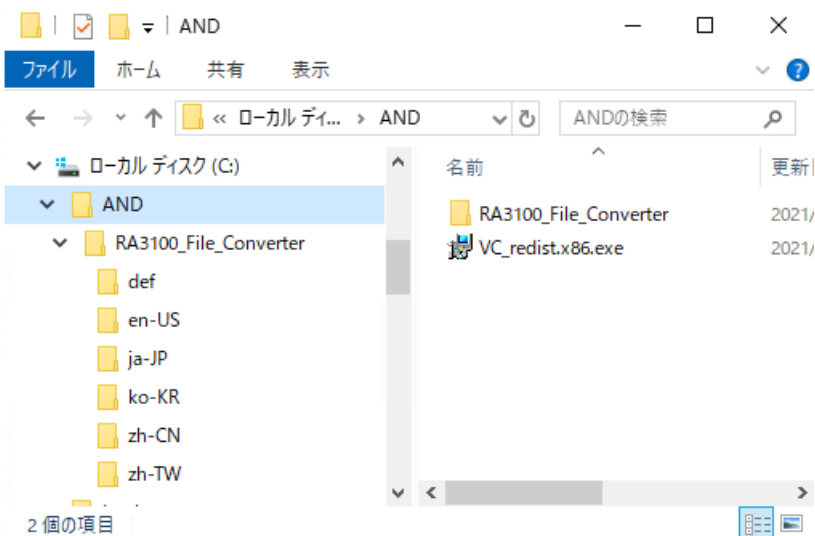 AND
ファイル ホーム 共有 表示
« ローカル ディ... › AND ANDの検索
ローカル ディスク (C:)
AND
RA3100_File_Converter
def
en-US
ja-JP
ko-KR
zh-CN
zh-TW
名前 更新
RA3100_File_Converter 2021/
VC_redist.x86.exe 2021/
2 個の項目